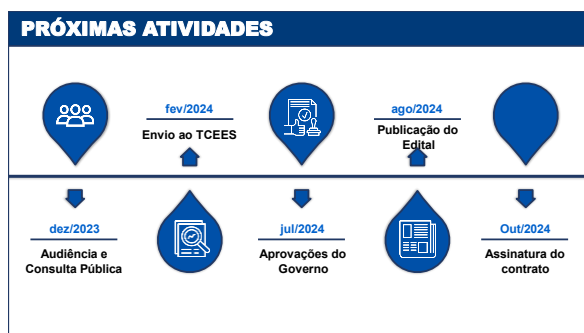 PRÓXIMAS ATIVIDADES
fev/2024
Envio ao TCEES
ago/2024
Publicação do
Edital
dez/2023
Audiência e
Consulta Pública
jul/2024
Aprovações do
Governo
Out/2024
Assinatura do
contrato